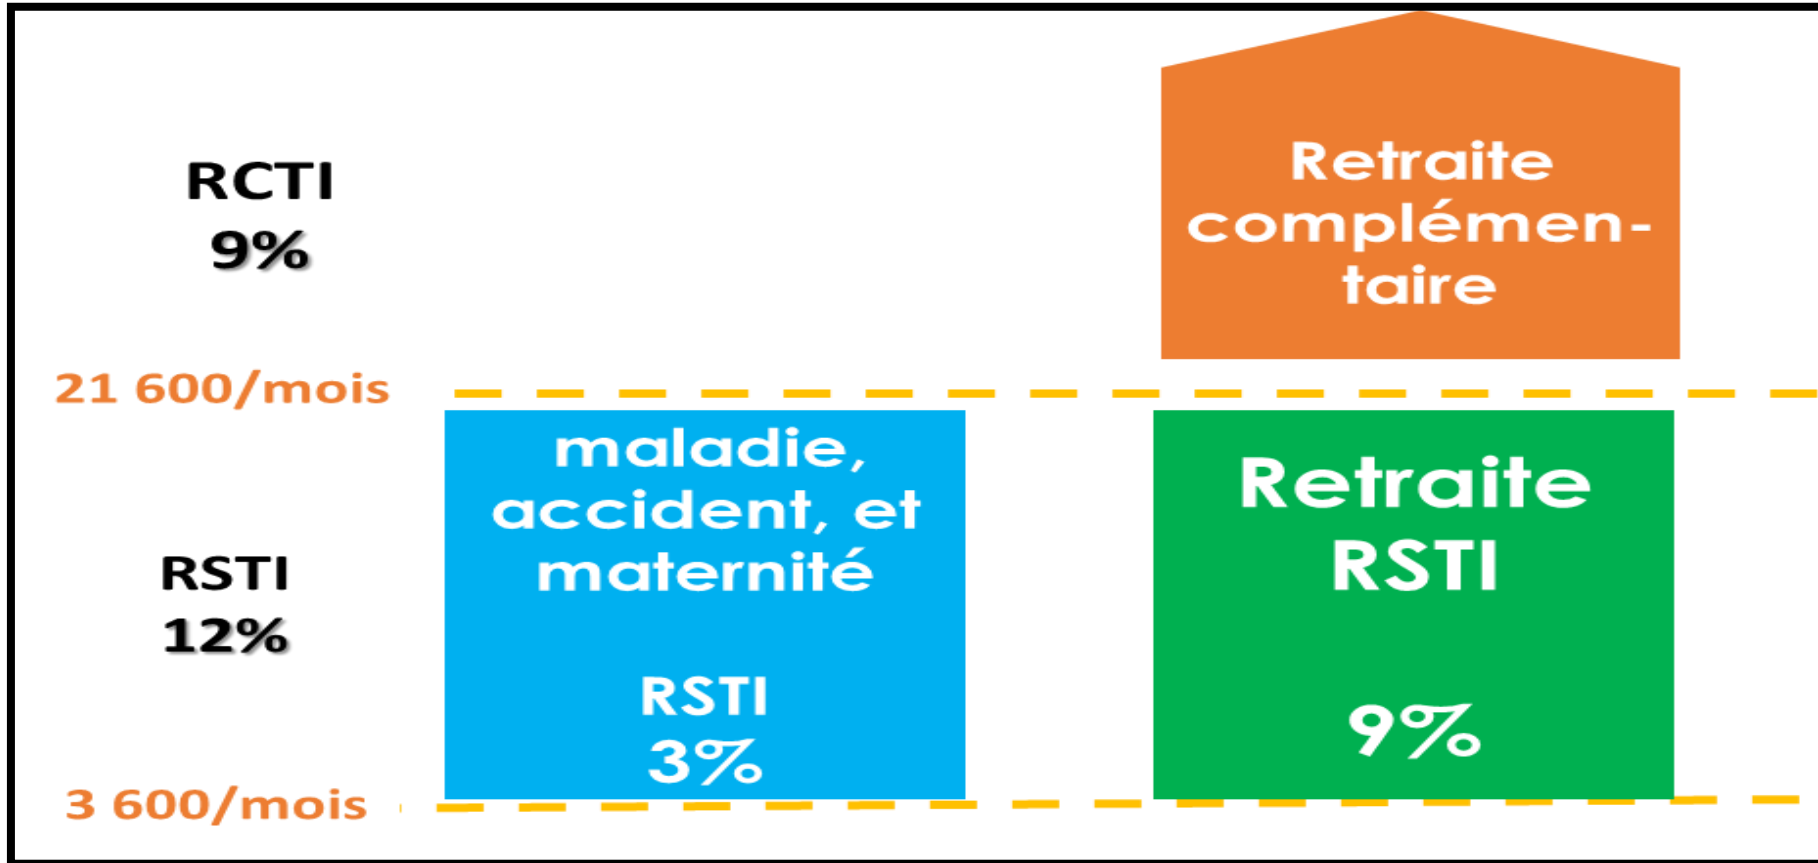 RCTI
9%
Retraite
complémen-
taire
21 600/mois
maladie,
accident, et
maternité
RSTI
3%
Retraite
RSTI
9%
RSTI
12%
3 600/mois